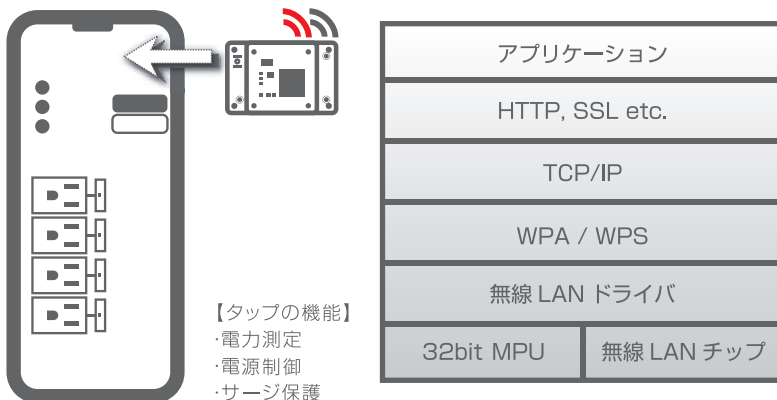 【タップの機能】
·電力測定
·電源制御
·サージ保護
アプリケーション
HTTP, SSL etc.
TCP/IP
WPA / WPS
無線 LAN ドライバ
32bit MPU
無線 LAN チップ